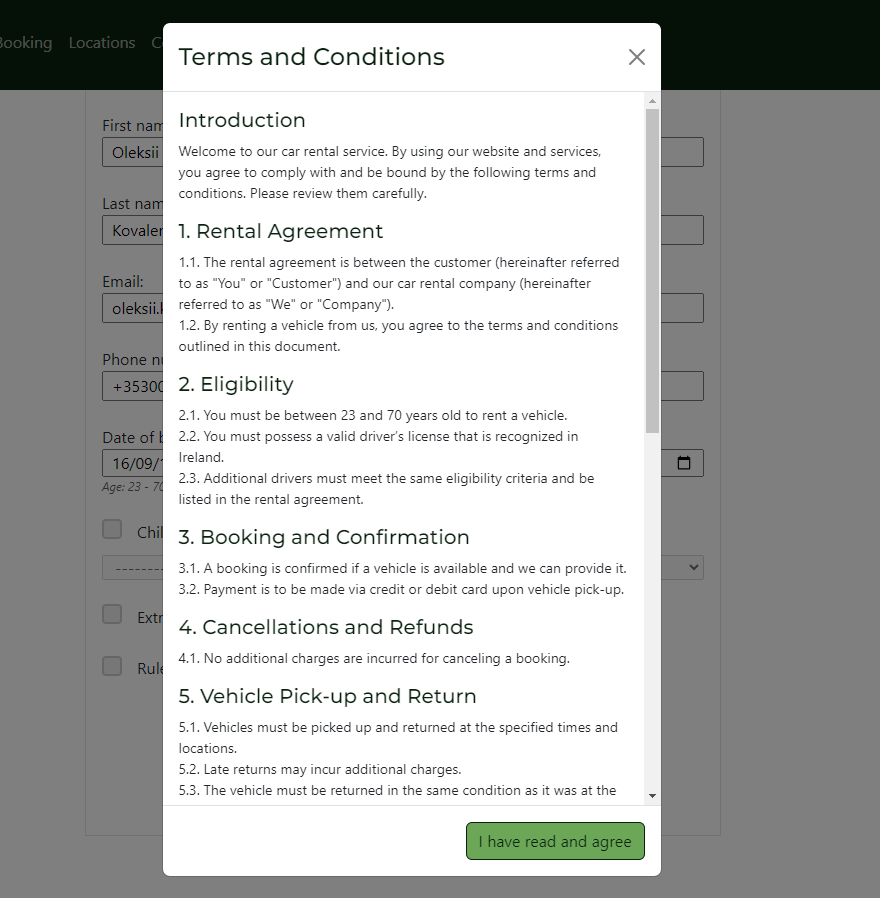 Booking Locations
Terms and Conditions
Introduction
Welcome to our car rental service. By using our website and services,
you agree to comply with and be bound by the following terms and
conditions. Please review them carefully.
1. Rental Agreement
1.1. The rental agreement is between the customer (hereinafter referred
to as "You" or "Customer") and our car rental company (hereinafter
referred to as "We" or "Company").
1.2. By renting a vehicle from us, you agree to the terms and conditions
outlined in this document.
2. Eligibility
2.1. You must be between 23 and 70 years old to rent a vehicle.
2.2. You must possess a valid driver’s license that is recognized in
Ireland.
2.3. Additional drivers must meet the same eligibility criteria and be
listed in the rental agreement.
3. Booking and Confirmation
3.1. A booking is confirmed if a vehicle is available and we can provide it.
3.2. Payment is to be made via credit or debit card upon vehicle pick-up.
4. Cancellations and Refunds
4.1. No additional charges are incurred for canceling a booking.
5. Vehicle Pick-up and Return
5.1. Vehicles must be picked up and returned at the specified times and
locations.
5.2. Late returns may incur additional charges.
5.3. The vehicle must be returned in the same condition as it was at the
I have read and agree
First nam
Oleksii
Last nam
Kovaler
Email:
oleksii.k
Phone nu
+35300
Date of b
16/09/1
Age: 23 - 70
Chil
--------
Extr
Rule